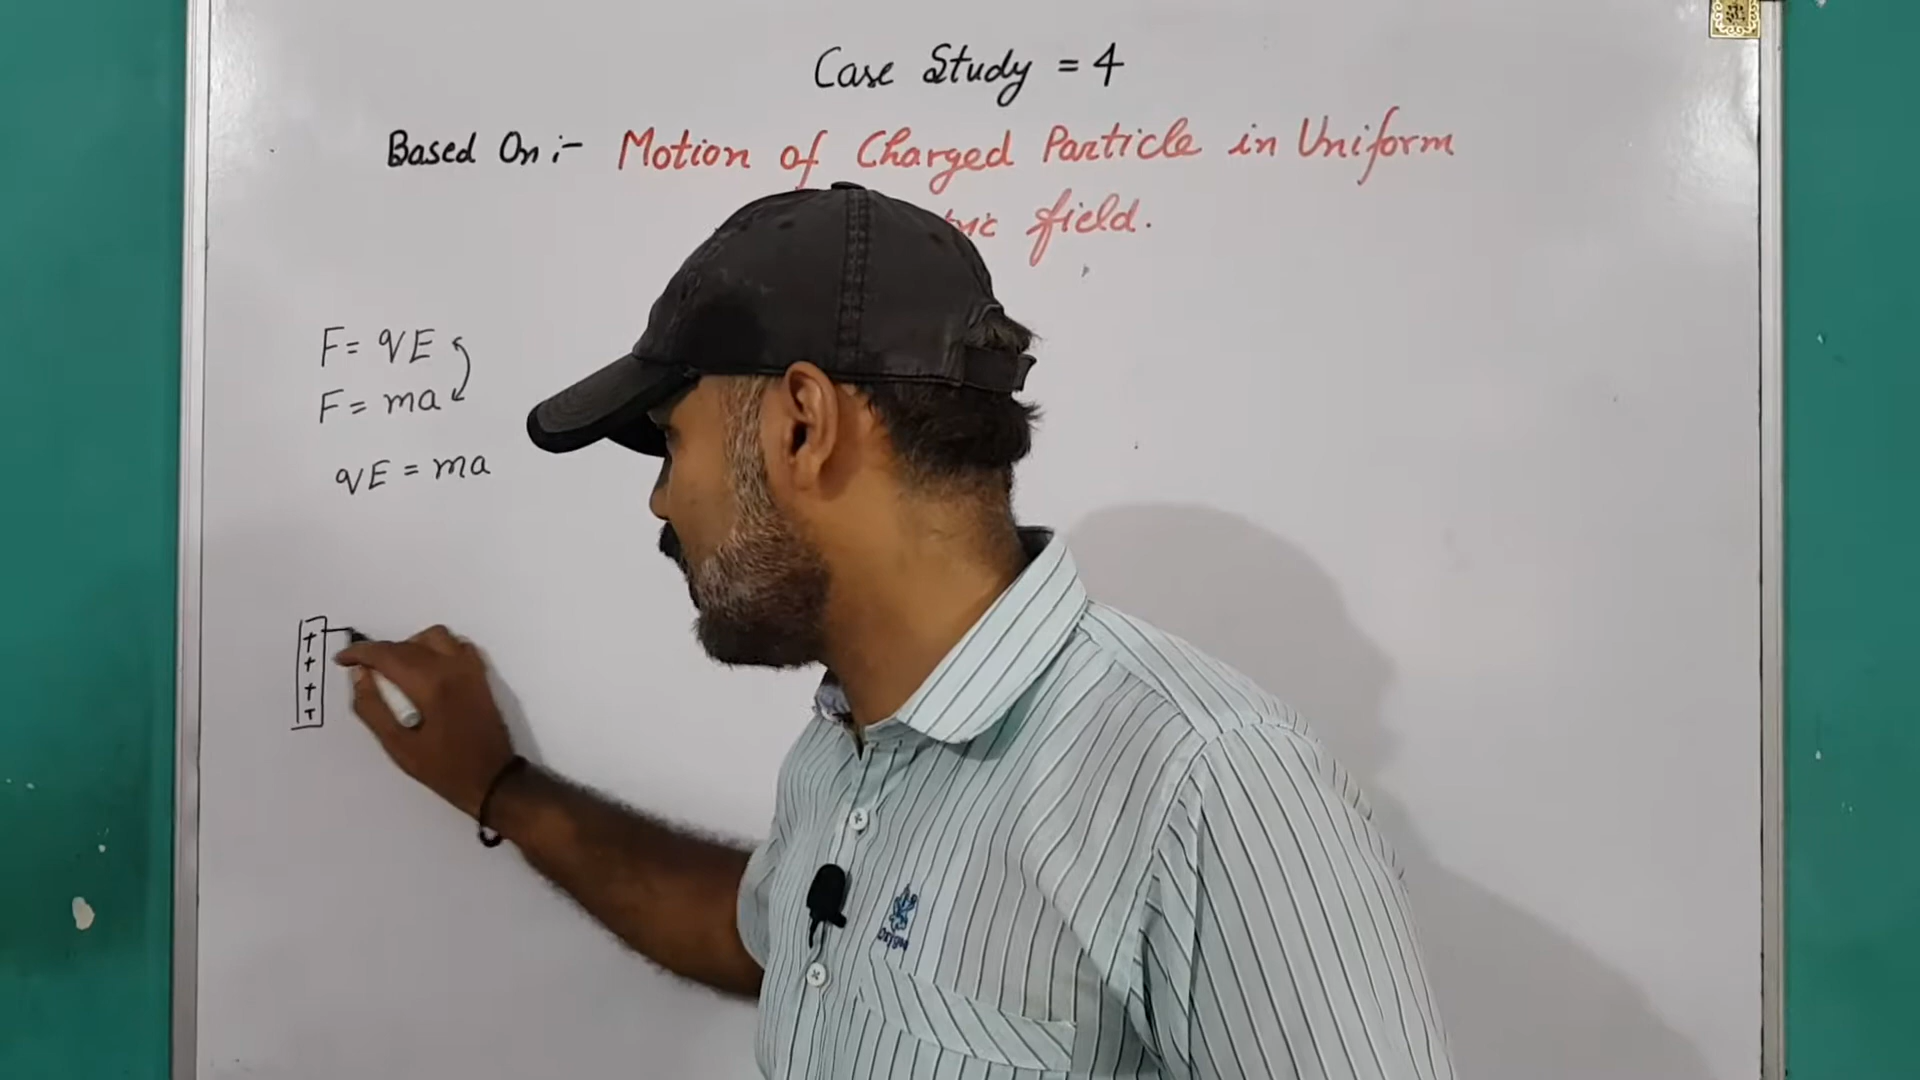 Case Study = 4
Based On :- Motion of Charged Particle in Uniform
field.
F = qE
F = ma
qE = ma
+
+
+
+